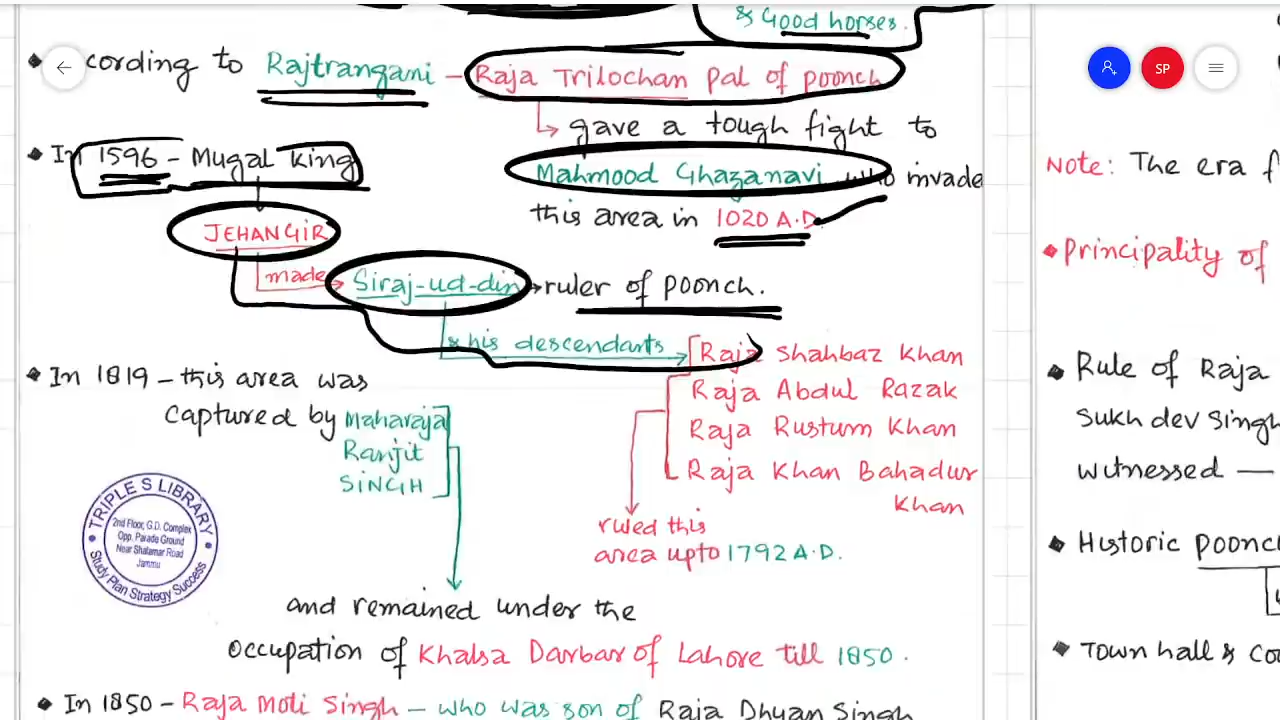 & Good horses.
cording to Rajtrangani – Raja Trilochan Pal of poonch
gave a tough fight to
Mahmood Ghazanavi who invade
this area in 1020 A.D.
In 1596 - Mugal King
JEHANGIR
made Siraj-ud-din → ruler of poonch.
& his descendants
Raja Shahbaz Khan
Raja Abdul Razak
Raja Rustum Khan
Raja Khan Bahadur
Khan
ruled this
area upto 1792 A.D.
In 1819 – this area was
captured by Maharaja
Ranjit
SINGH
and remained under the
occupation of Khalsa Darbar of Lahore till 1850.
In 1850 – Raja Moti Singh – who was son of Raja Dhyan Singh
TRIPLE S LIBRARY
2nd Floor, G.D. Complex
Opp. Parade Ground
Near Shalamar Road
Jammu
Study Plan Strategy Success
SP
Note: The era f
Principality of
Rule of Raja
Sukh dev Singh
witnessed —
Historic poonch
Town hall & co